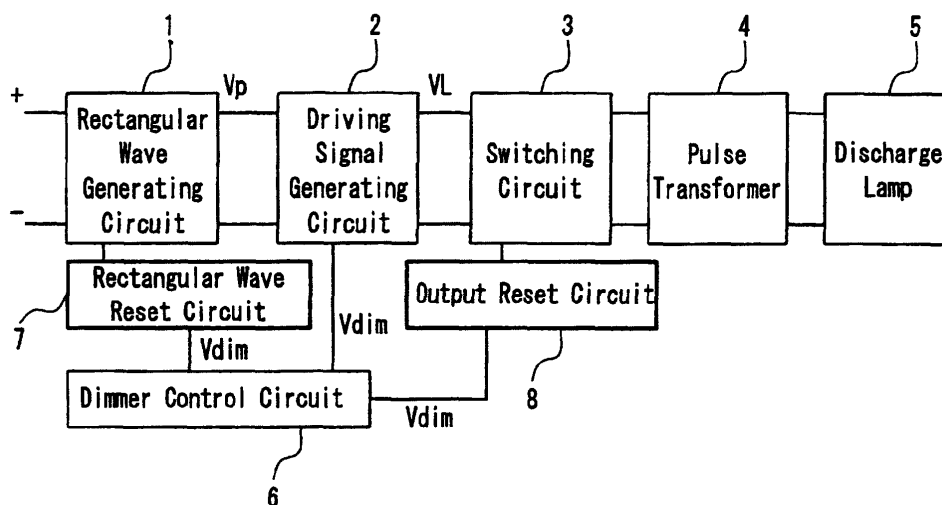 1
2
3
4
5
+
Vp
VL
Rectangular
Wave
Generating
Circuit
Driving
Signal
Generating
Circuit
Switching
Circuit
Pulse
Transformer
Discharge
Lamp
-
Rectangular Wave
Reset Circuit
Output Reset Circuit
7
Vdim
Vdim
8
Dimmer Control Circuit
Vdim
6